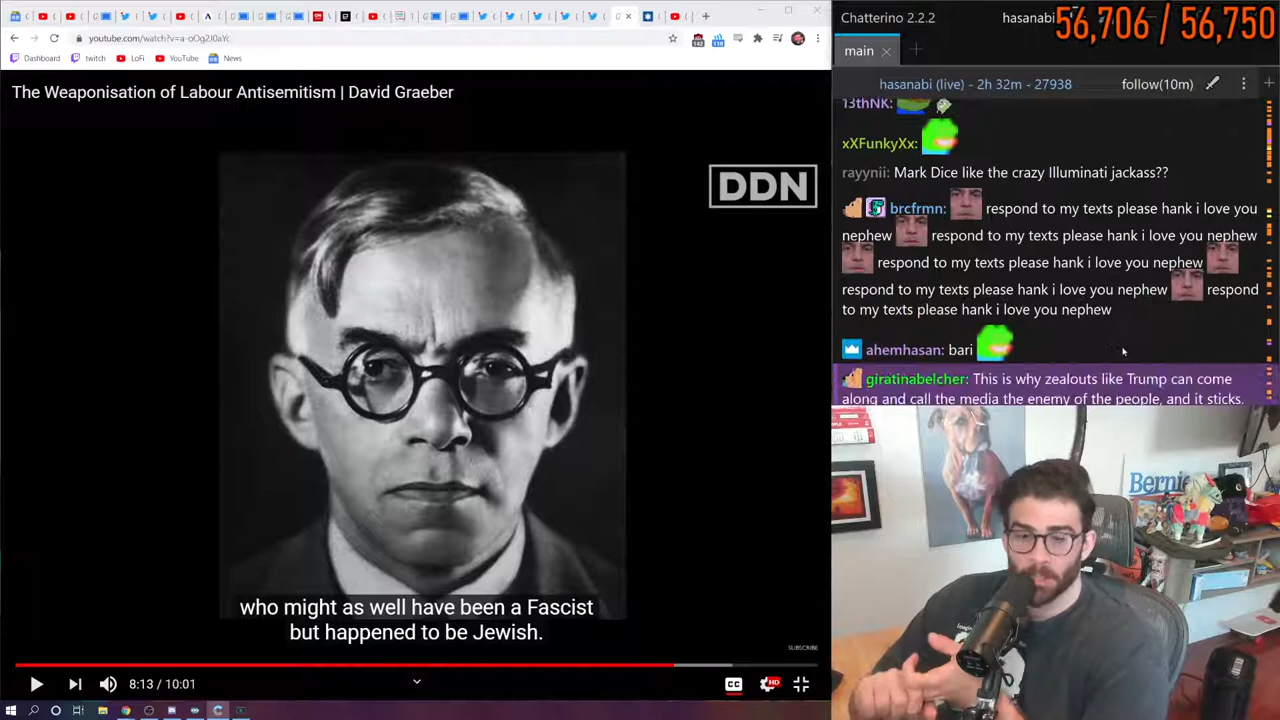 youtube.com/watch?v=a-oOg2J0aYc
Dashboard
twitch
LoFi
YouTube
News
The Weaponisation of Labour Antisemitism | David Graeber
DDN
who might as well have been a Fascist
but happened to be Jewish.
SUBSCRIBE
8:13 / 10:01
CC
HD
Chatterino 2.2.2
hasanabi
56,706 / 56,750
main
hasanabi (live) - 2h 32m - 27938
follow(10m)
13thNK:
xXFunkyXx:
rayynii: Mark Dice like the crazy Illuminati jackass??
brcfrmn: respond to my texts please hank i love you
nephew respond to my texts please hank i love you nephew
respond to my texts please hank i love you nephew
respond to my texts please hank i love you nephew respond
to my texts please hank i love you nephew
ahemhasan: bari
giratinabelcher: This is why zealouts like Trump can come
along and call the media the enemy of the people, and it sticks.
Bernie